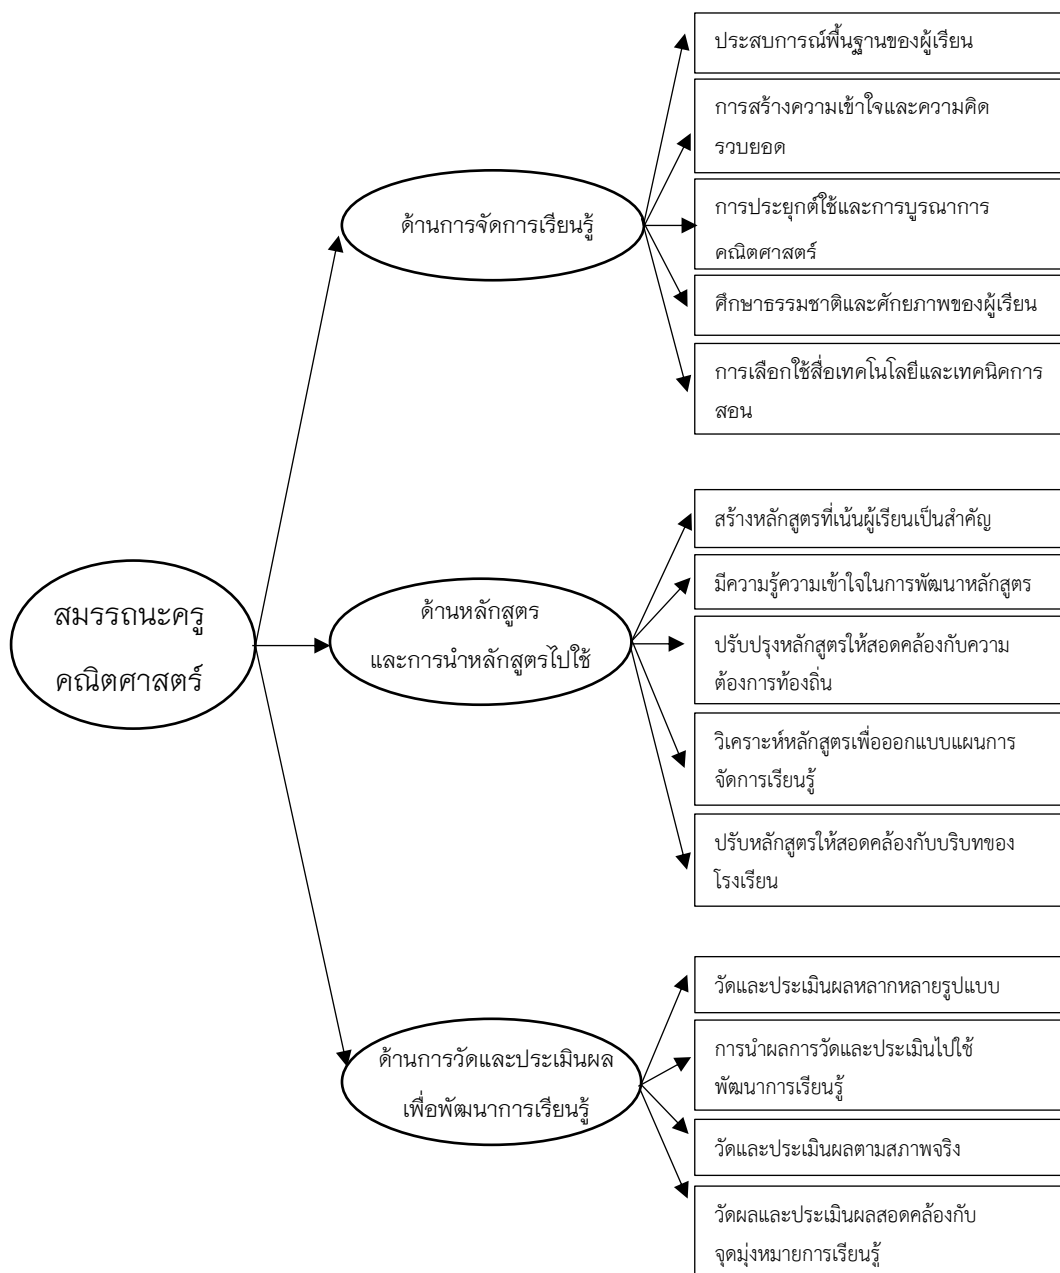 ประสบการณ์พื้นฐานของผู้เรียน
การสร้างความเข้าใจและความคิด
รวบยอด
ด้านการจัดการเรียนรู้
การประยุกต์ใช้และการบูรณาการ
คณิตศาสตร์
ศึกษาธรรมชาติและศักยภาพของผู้เรียน
การเลือกใช้สื่อเทคโนโลยีและเทคนิคการ
สอน
สมรรถนะครู
คณิตศาสตร์
ด้านหลักสูตร
และการนำหลักสูตรไปใช้
สร้างหลักสูตรที่เน้นผู้เรียนเป็นสำคัญ
มีความรู้ความเข้าใจในการพัฒนาหลักสูตร
ปรับปรุงหลักสูตรให้สอดคล้องกับความ
ต้องการท้องถิ่น
วิเคราะห์หลักสูตรเพื่อออกแบบแผนการ
จัดการเรียนรู้
ปรับหลักสูตรให้สอดคล้องกับบริบทของ
โรงเรียน
ด้านการวัดและประเมินผล
เพื่อพัฒนาการเรียนรู้
วัดและประเมินผลหลากหลายรูปแบบ
การนำผลการวัดและประเมินไปใช้
พัฒนาการเรียนรู้
วัดและประเมินผลตามสภาพจริง
วัดผลและประเมินผลสอดคล้องกับ
จุดมุ่งหมายการเรียนรู้